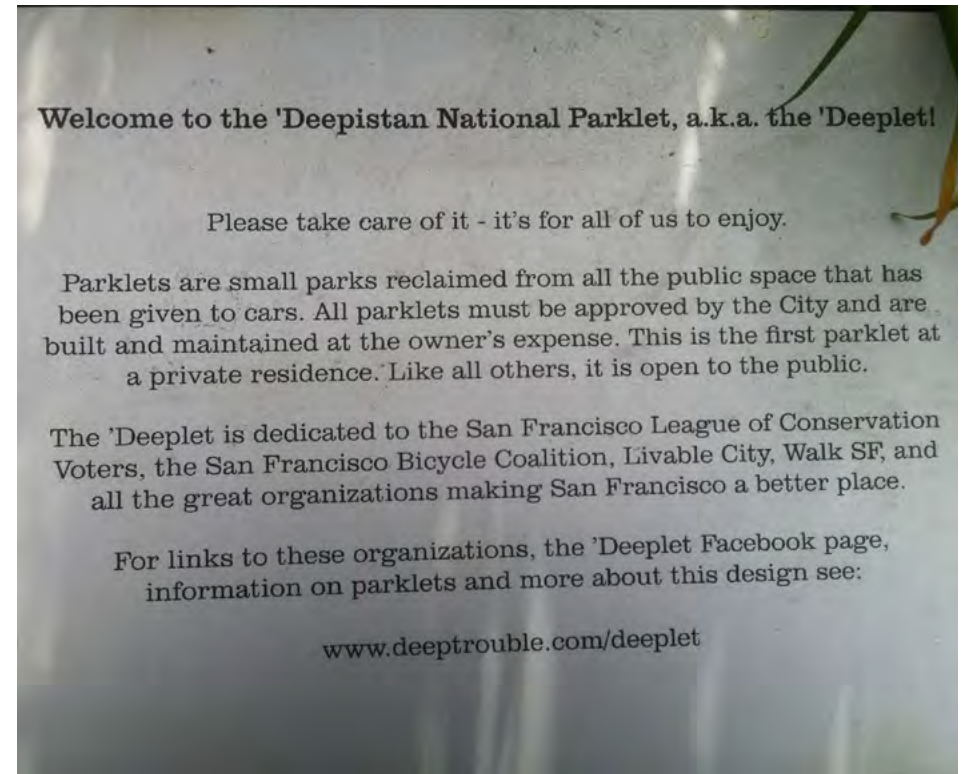 Welcome to the 'Deepistan National Parklet, a.k.a. the 'Deeplet!
Please take care of it - it's for all of us to enjoy.
Parklets are small parks reclaimed from all the public space that has
been given to cars. All parklets must be approved by the City and are
built and maintained at the owner's expense. This is the first parklet at
a private residence. Like all others, it is open to the public.
The 'Deeplet is dedicated to the San Francisco League of Conservation
Voters, the San Francisco Bicycle Coalition, Livable City, Walk SF, and
all the great organizations making San Francisco a better place.
For links to these organizations, the 'Deeplet Facebook page,
information on parklets and more about this design see:
www.deeptrouble.com/deeplet